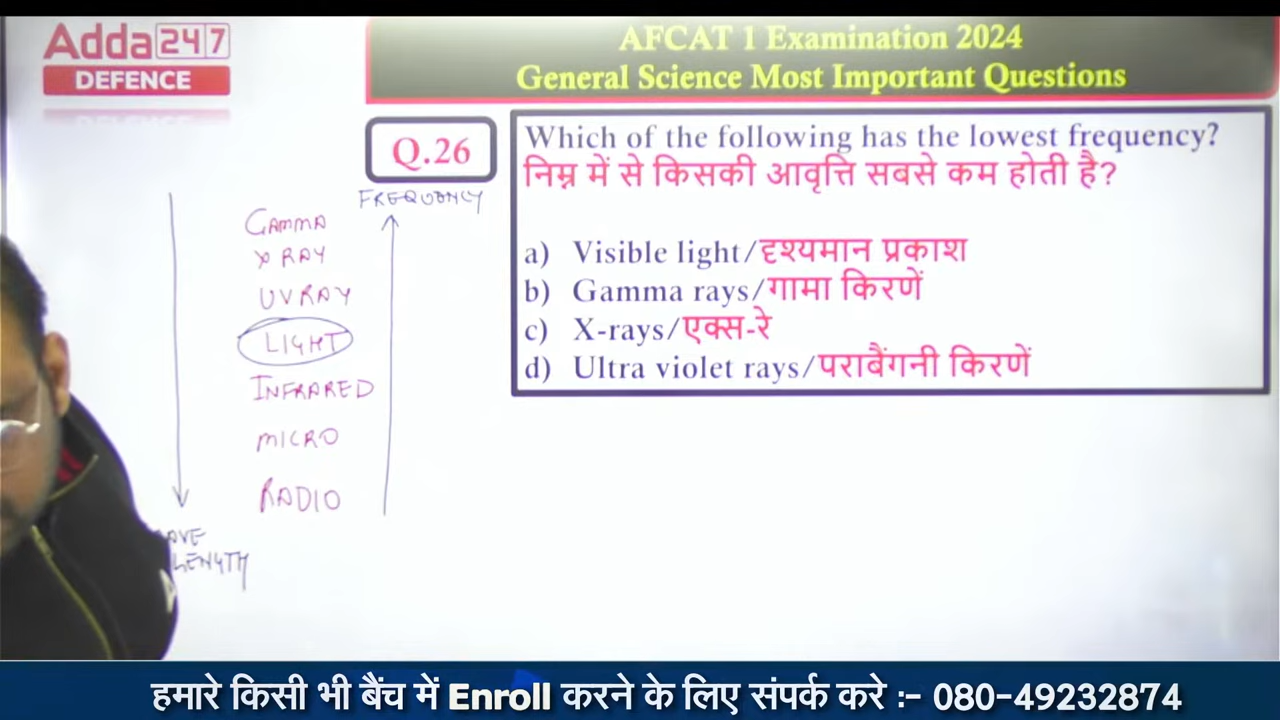 Adda247
DEFENCE
AFCAT 1 Examination 2024
General Science Most Important Questions
Q.26
Which of the following has the lowest frequency?
निम्न में से किसकी आवृत्ति सबसे कम होती है?
a) Visible light/दृश्यमान प्रकाश
b) Gamma rays/गामा किरणें
c) X-rays/एक्स-रे
d) Ultra violet rays/पराबैंगनी किरणें
FREQUENCY
GAMMA
X RAY
UV RAY
LIGHT
INFRARED
MICRO
RADIO
LENGTH
हमारे किसी भी बैंच में Enroll करने के लिए संपर्क करे :- 080-49232874